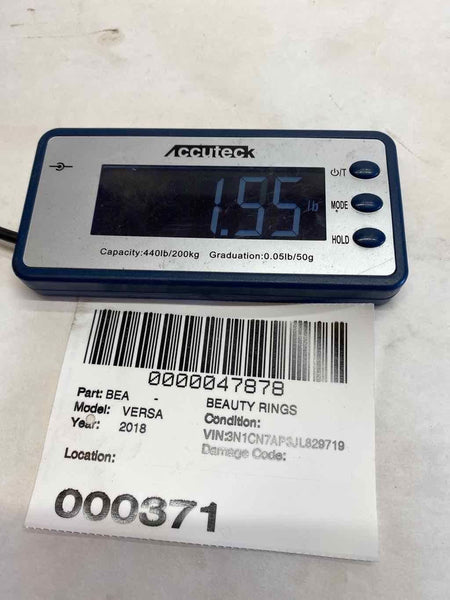 Accuteck
⏻/T
1.95 lb
MODE
HOLD
Capacity:440lb/200kg Graduation:0.05lb/50g
0000047878
Part: BEA - BEAUTY RINGS
Model: VERSA Condition:
Year: 2018 VIN:3N1CN7AP3JL829719
Location: Damage Code:
000371